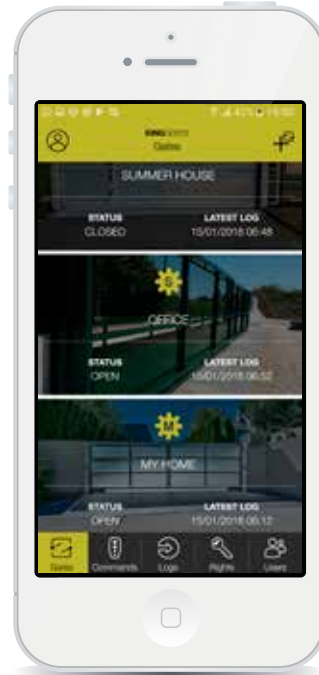 KING GATES
Gates
SUMMER HOUSE
STATUS LATEST LOG
CLOSED 15/01/2018 06:48
OFFICE
STATUS LATEST LOG
OPEN 15/01/2018 06:52
M
MY HOME
STATUS LATEST LOG
OPEN 15/01/2018 06:12
Gates Commands Logs Rights Users